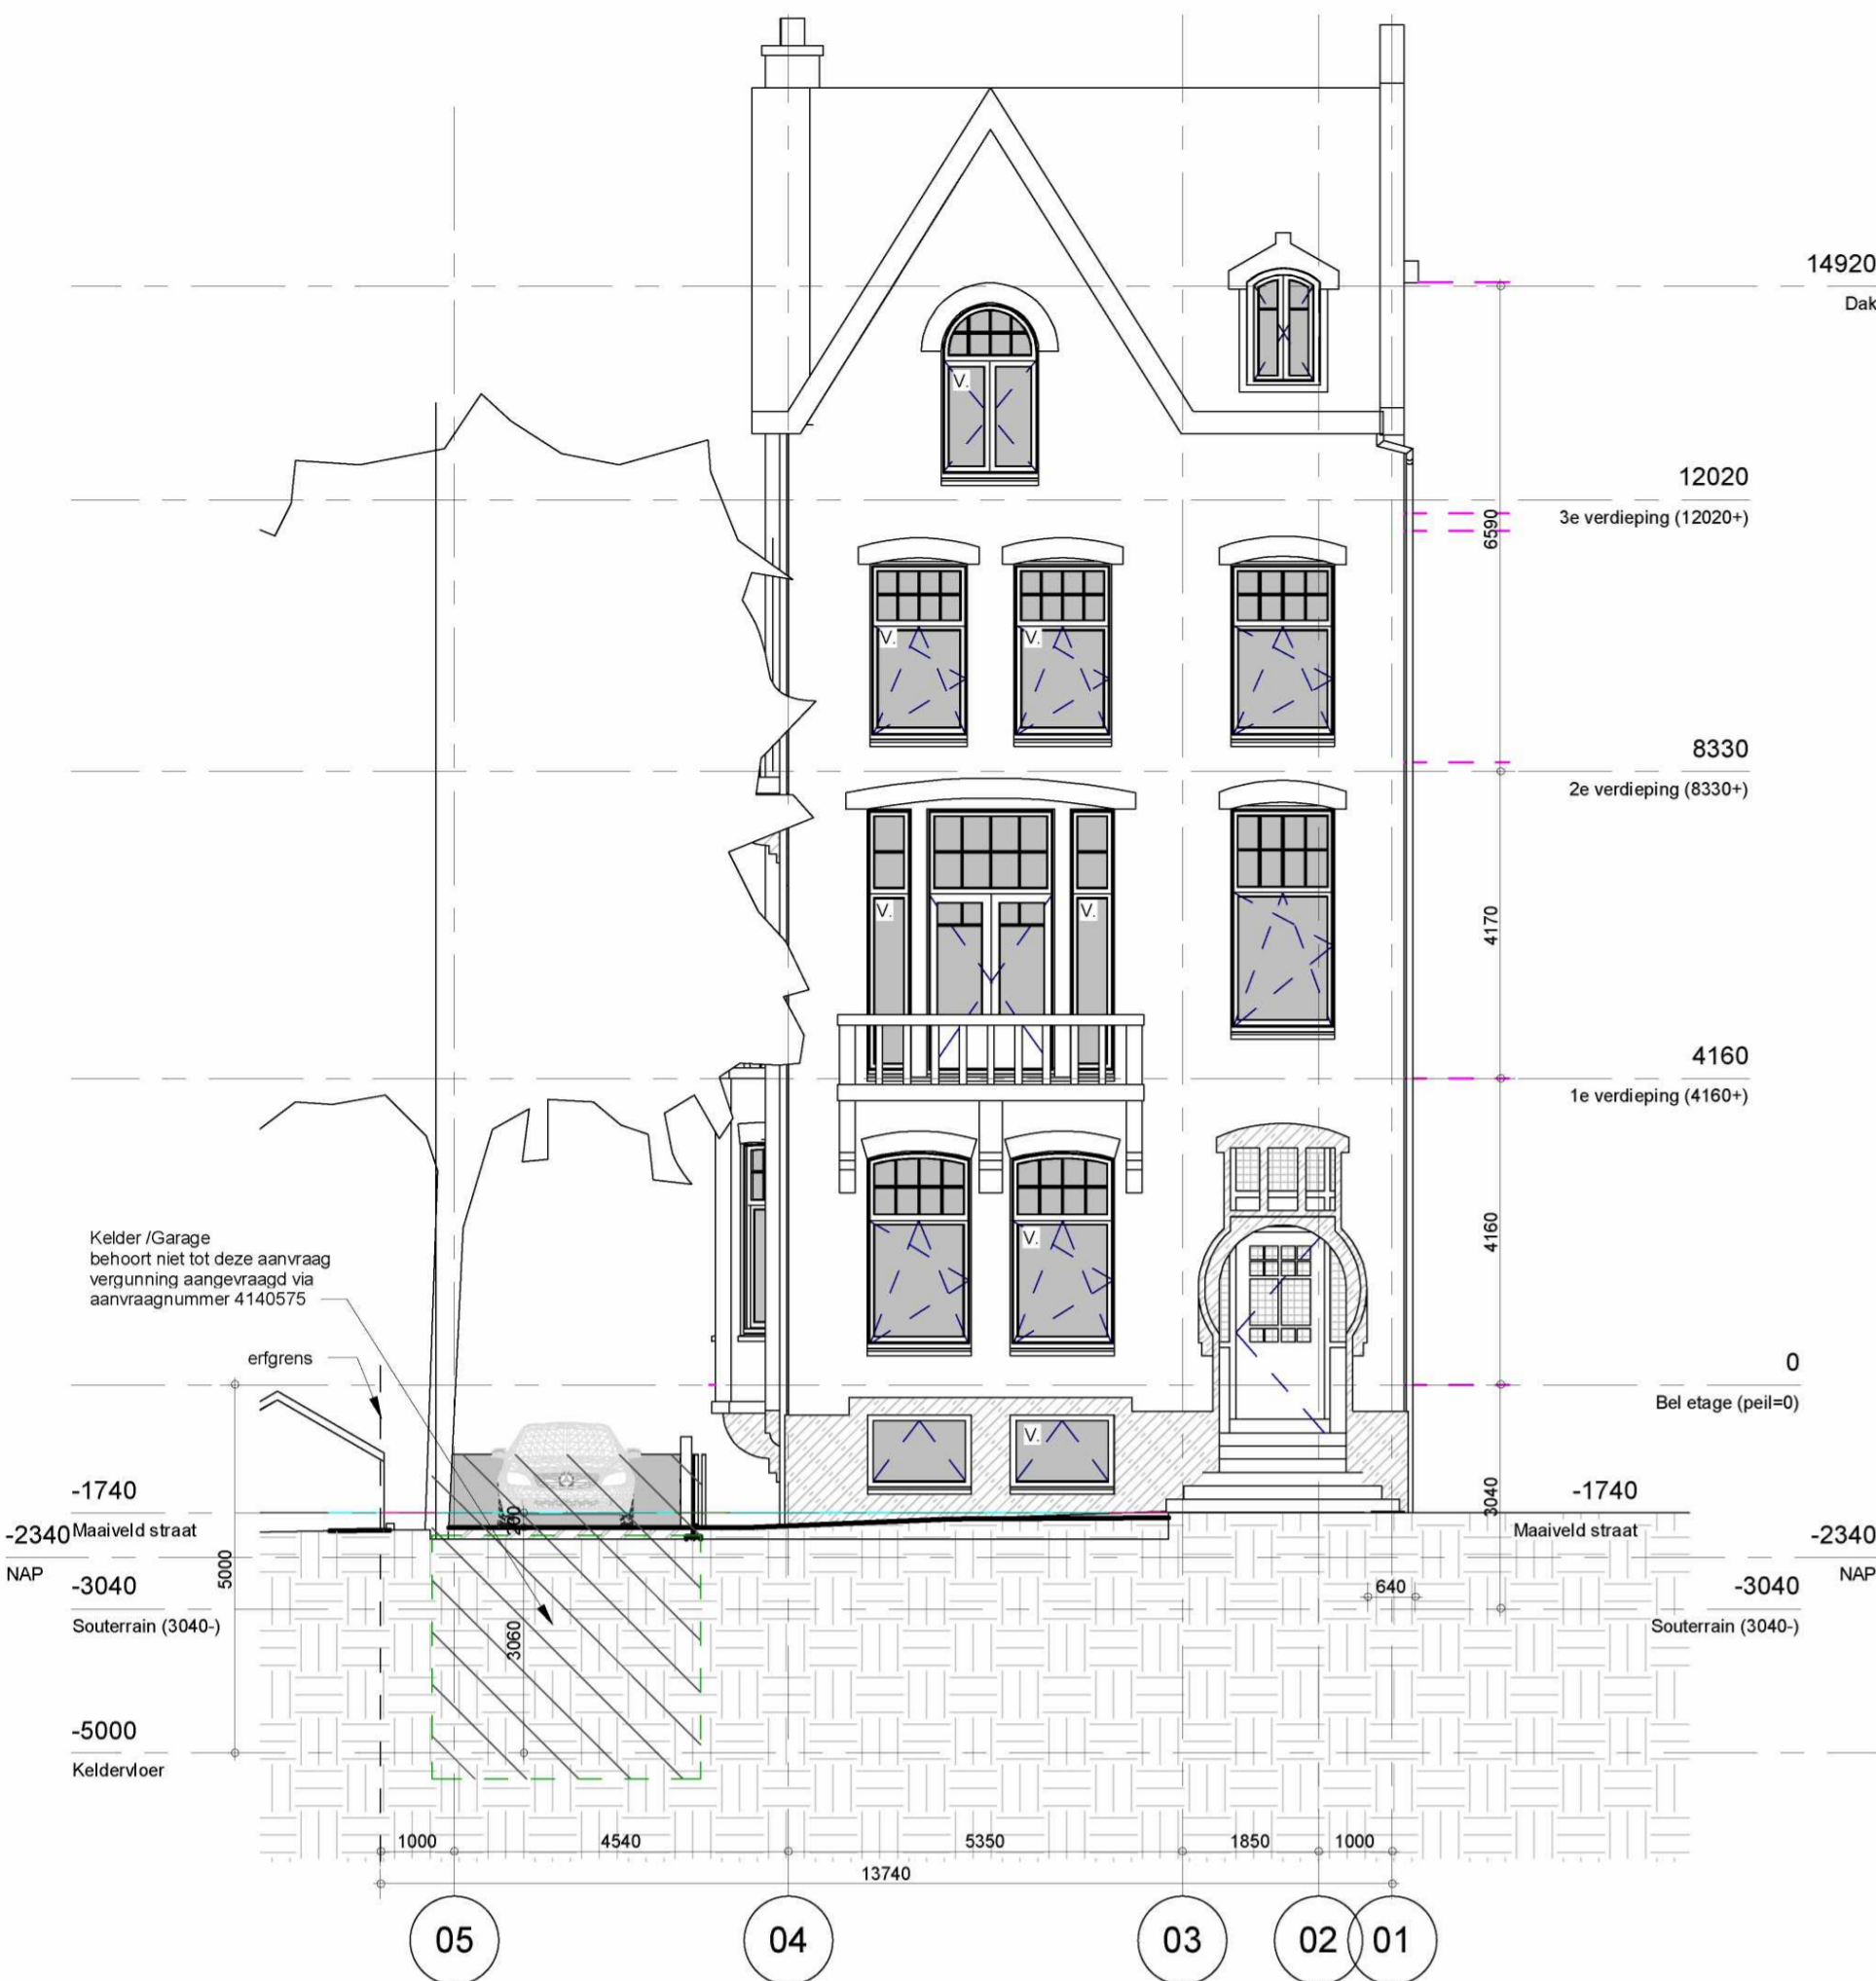 14920
Dak
12020
3e verdieping (12020+)
6590
V.
V.
V.
8330
2e verdieping (8330+)
V.
V.
4170
4160
1e verdieping (4160+)
4160
Kelder /Garage
behoort niet tot deze aanvraag
vergunning aangevraagd via
aanvraagnummer 4140575
V.
erfgrens
0
Bel etage (peil=0)
V.
-1740
Maaiveld straat
-1740
Maaiveld straat
3040
200
-2340
NAP
-2340
NAP
5000
-3040
Souterrain (3040-)
640
-3040
Souterrain (3040-)
3060
-5000
Keldervloer
1000
4540
5350
1850
1000
13740
05
04
03
02
01